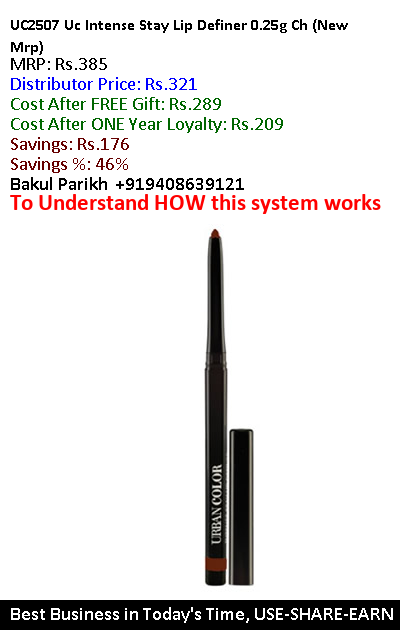 UC2507 Uc Intense Stay Lip Definer 0.25g Ch (New
Mrp)
MRP: Rs.385
Distributor Price: Rs.321
Cost After FREE Gift: Rs.289
Cost After ONE Year Loyalty: Rs.209
Savings: Rs.176
Savings %: 46%
Bakul Parikh +919408639121
To Understand HOW this system works
URBAN COLOR
Best Business in Today's Time, USE-SHARE-EARN